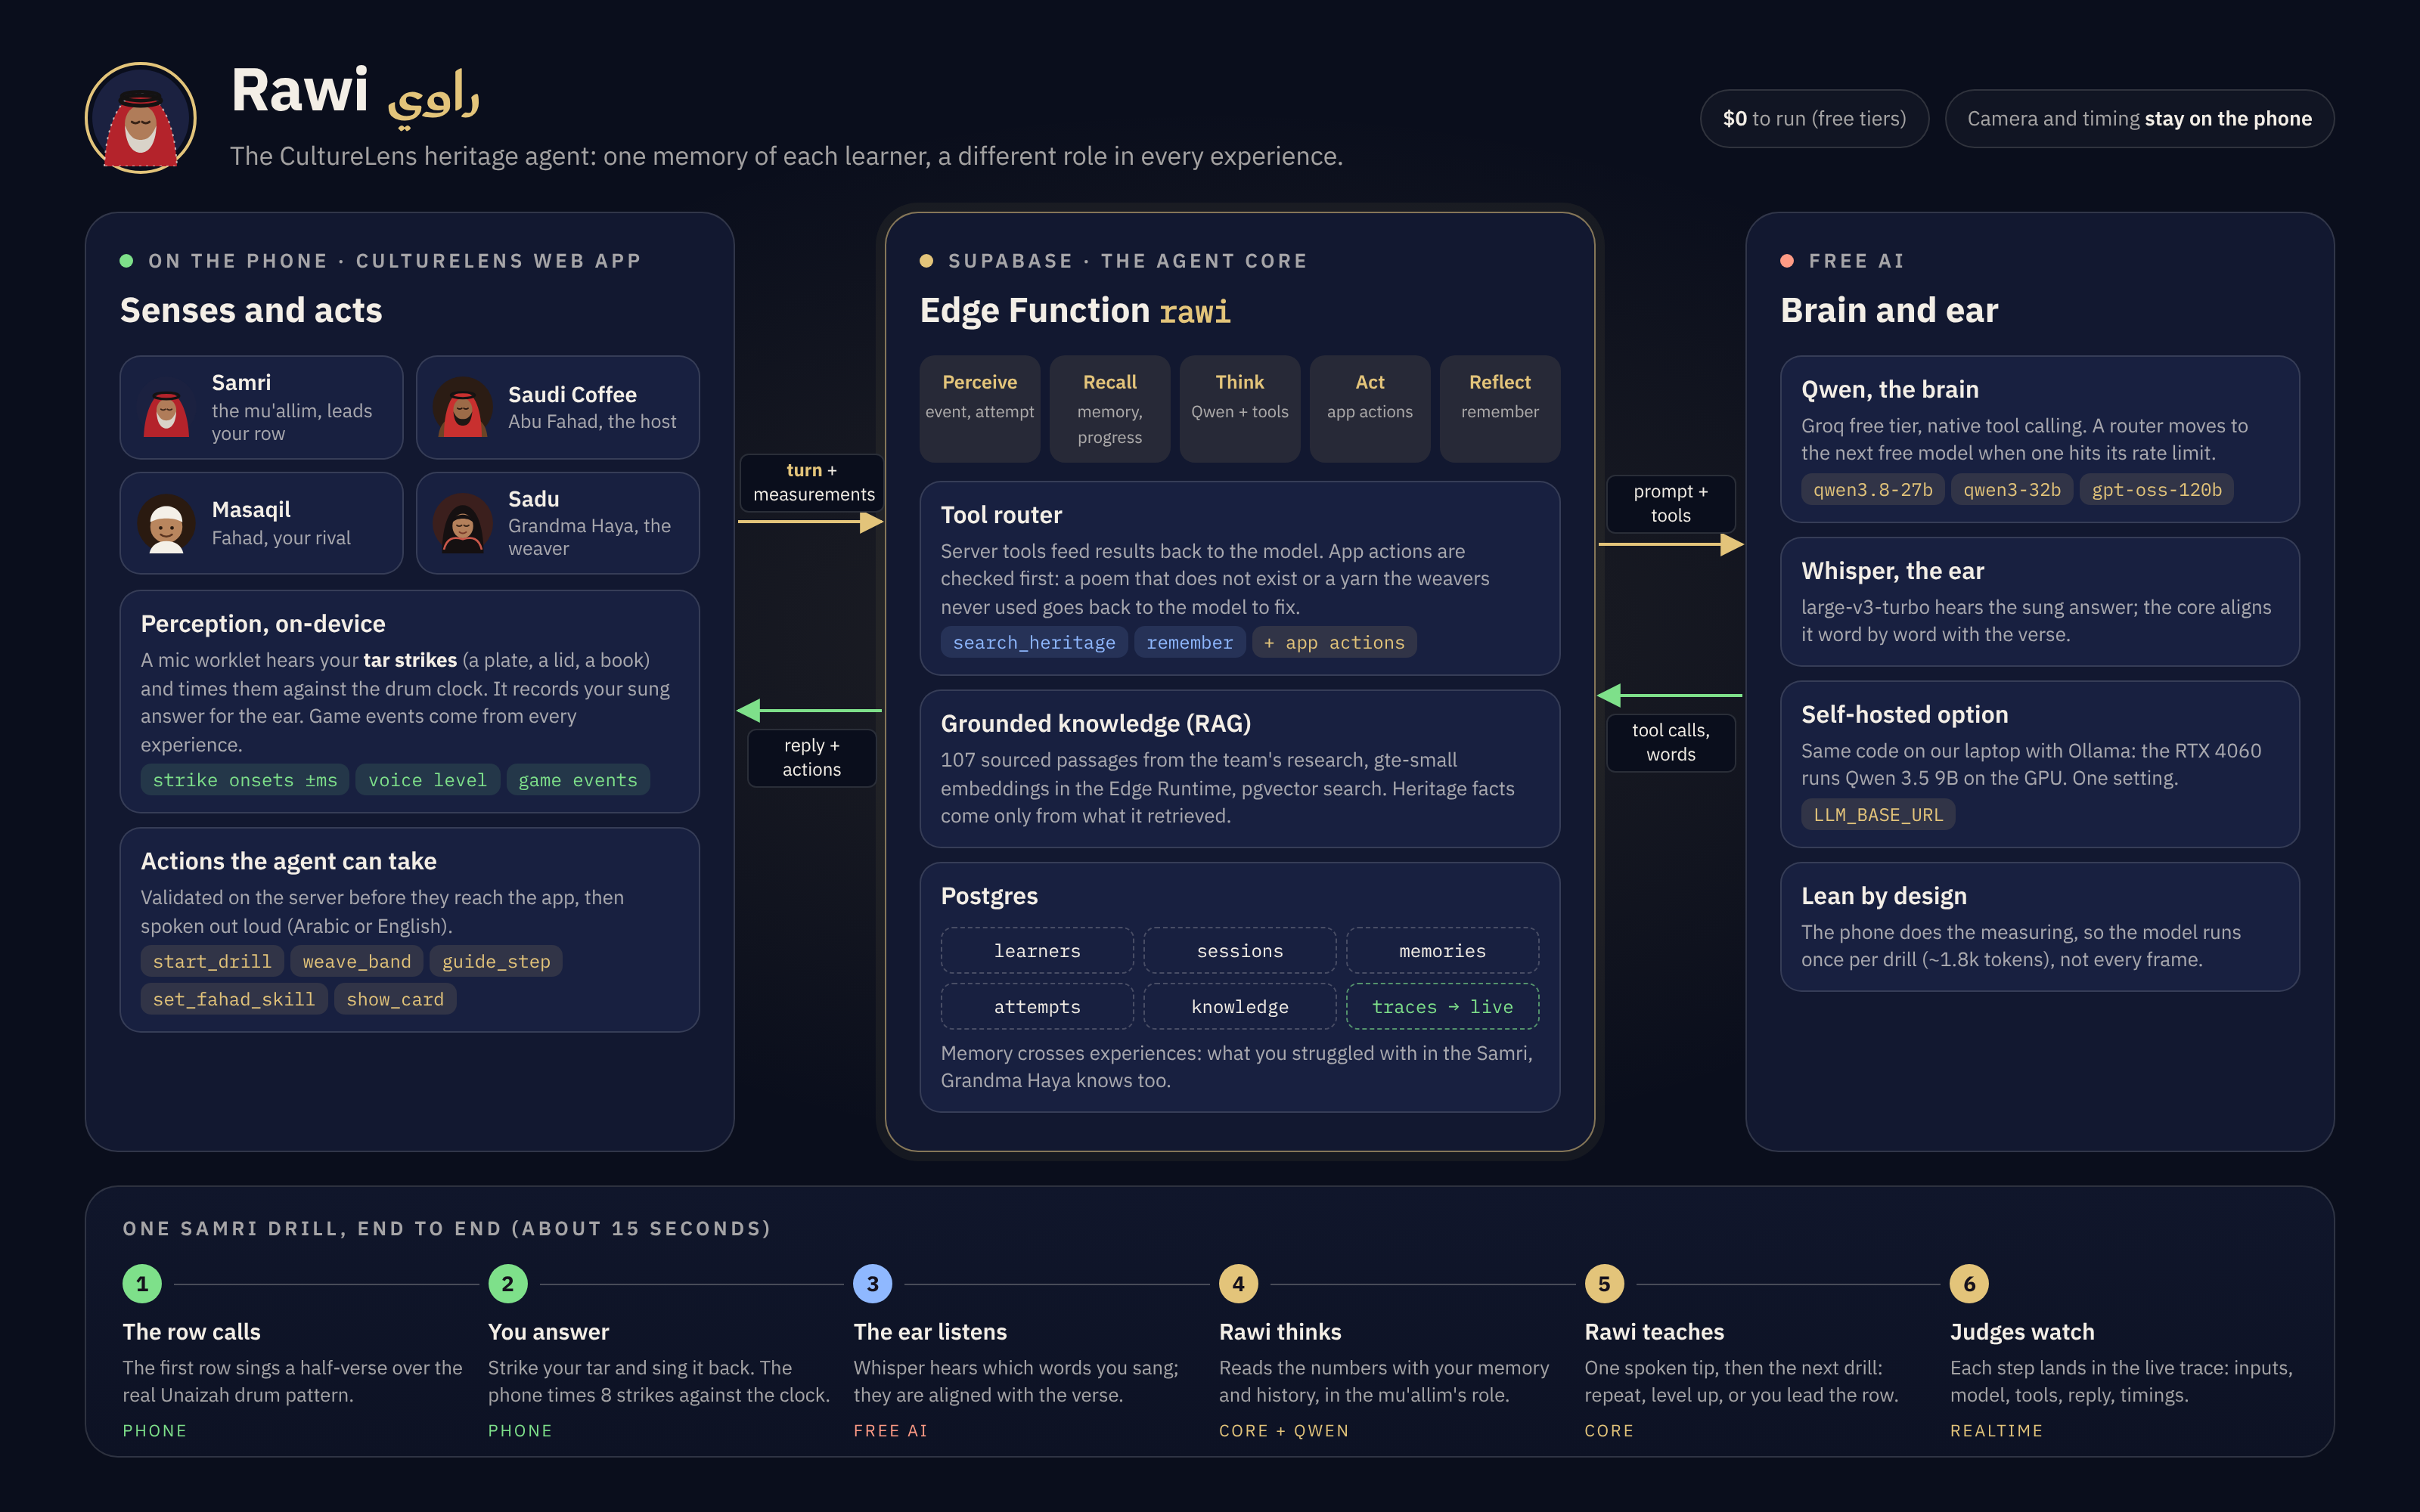 Rawi راوي
The CultureLens heritage agent: one memory of each learner, a different role in every experience.
$0 to run (free tiers)
Camera and timing stay on the phone
ON THE PHONE · CULTURELENS WEB APP
Senses and acts
Samri
the mu'allim, leads
your row
Saudi Coffee
Abu Fahad, the host
Masaqil
Fahad, your rival
Sadu
Grandma Haya, the
weaver
Perception, on-device
A mic worklet hears your tar strikes (a plate, a lid, a book)
and times them against the drum clock. It records your sung
answer for the ear. Game events come from every
experience.
strike onsets ±ms
voice level
game events
Actions the agent can take
Validated on the server before they reach the app, then
spoken out loud (Arabic or English).
start_drill
weave_band
guide_step
set_fahad_skill
show_card
turn +
measurements
reply +
actions
SUPABASE · THE AGENT CORE
Edge Function rawi
Perceive
event, attempt
Recall
memory,
progress
Think
Qwen + tools
Act
app actions
Reflect
remember
Tool router
Server tools feed results back to the model. App actions are
checked first: a poem that does not exist or a yarn the weavers
never used goes back to the model to fix.
search_heritage
remember
+ app actions
Grounded knowledge (RAG)
107 sourced passages from the team's research, gte-small
embeddings in the Edge Runtime, pgvector search. Heritage facts
come only from what it retrieved.
Postgres
learners
sessions
memories
attempts
knowledge
traces → live
Memory crosses experiences: what you struggled with in the Samri,
Grandma Haya knows too.
prompt +
tools
tool calls,
words
FREE AI
Brain and ear
Qwen, the brain
Groq free tier, native tool calling. A router moves to
the next free model when one hits its rate limit.
qwen3.8-27b
qwen3-32b
gpt-oss-120b
Whisper, the ear
large-v3-turbo hears the sung answer; the core aligns
it word by word with the verse.
Self-hosted option
Same code on our laptop with Ollama: the RTX 4060
runs Qwen 3.5 9B on the GPU. One setting.
LLM_BASE_URL
Lean by design
The phone does the measuring, so the model runs
once per drill (~1.8k tokens), not every frame.
ONE SAMRI DRILL, END TO END (ABOUT 15 SECONDS)
1
The row calls
The first row sings a half-verse over the
real Unaizah drum pattern.
PHONE
2
You answer
Strike your tar and sing it back. The
phone times 8 strikes against the clock.
PHONE
3
The ear listens
Whisper hears which words you sang;
they are aligned with the verse.
FREE AI
4
Rawi thinks
Reads the numbers with your memory
and history, in the mu'allim's role.
CORE + QWEN
5
Rawi teaches
One spoken tip, then the next drill:
repeat, level up, or you lead the row.
CORE
6
Judges watch
Each step lands in the live trace: inputs,
model, tools, reply, timings.
REALTIME